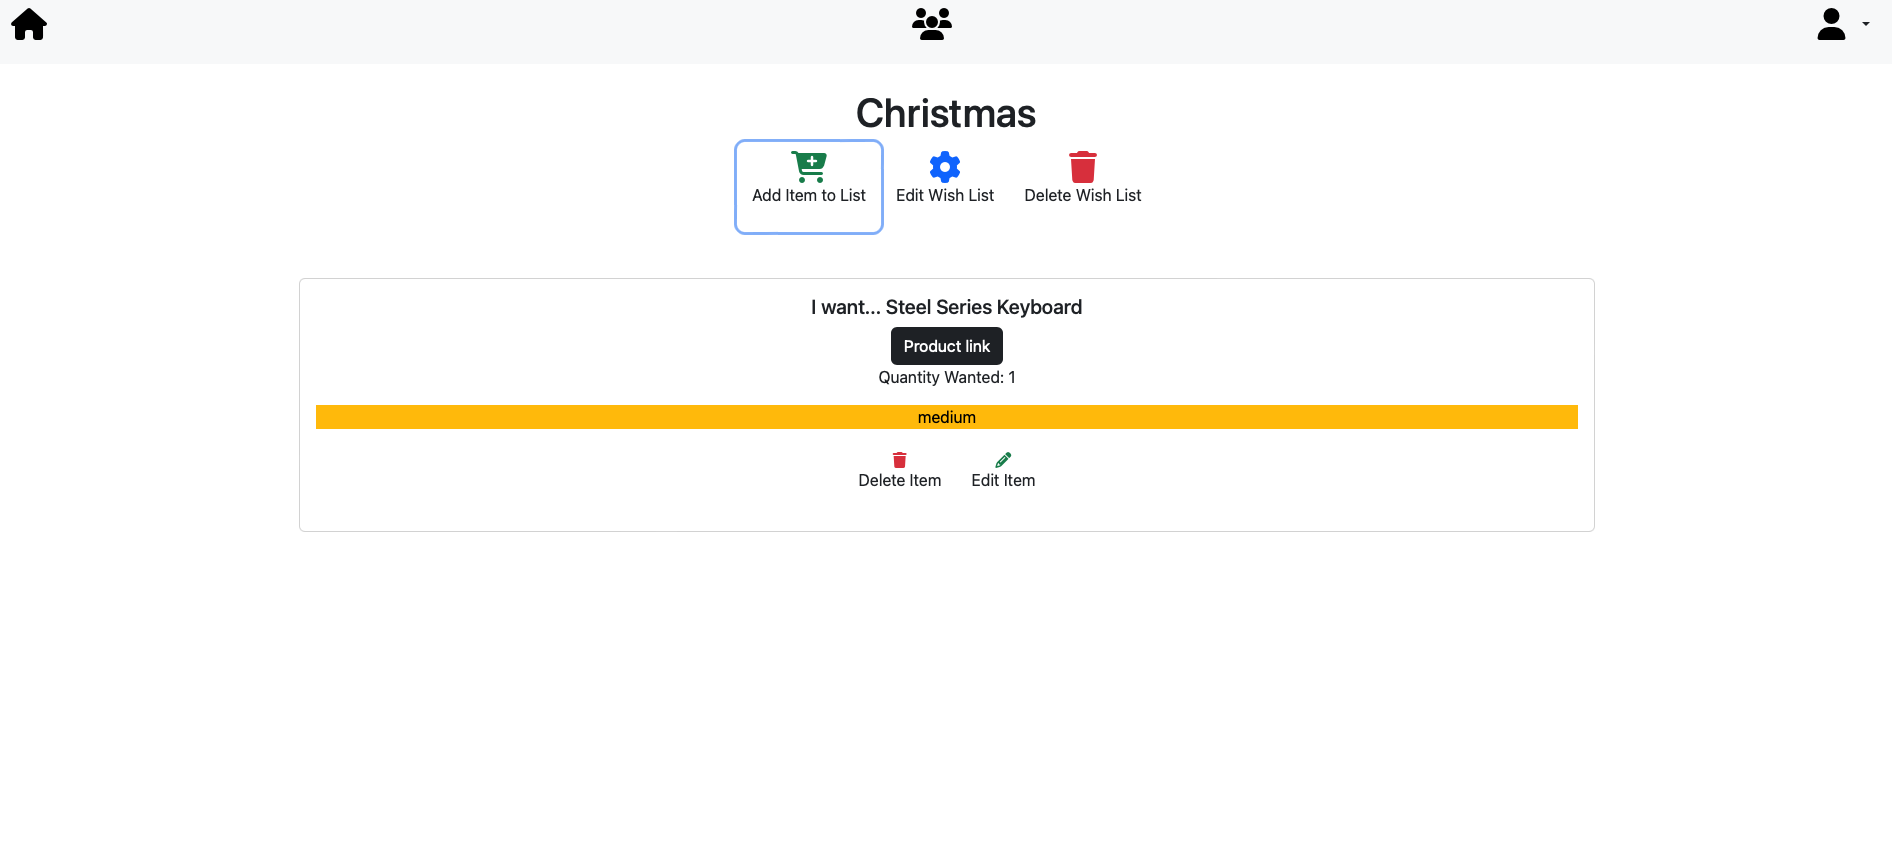 Christmas
Add Item to List
Edit Wish List
Delete Wish List
I want... Steel Series Keyboard
Product link
Quantity Wanted: 1
medium
Delete Item
Edit Item